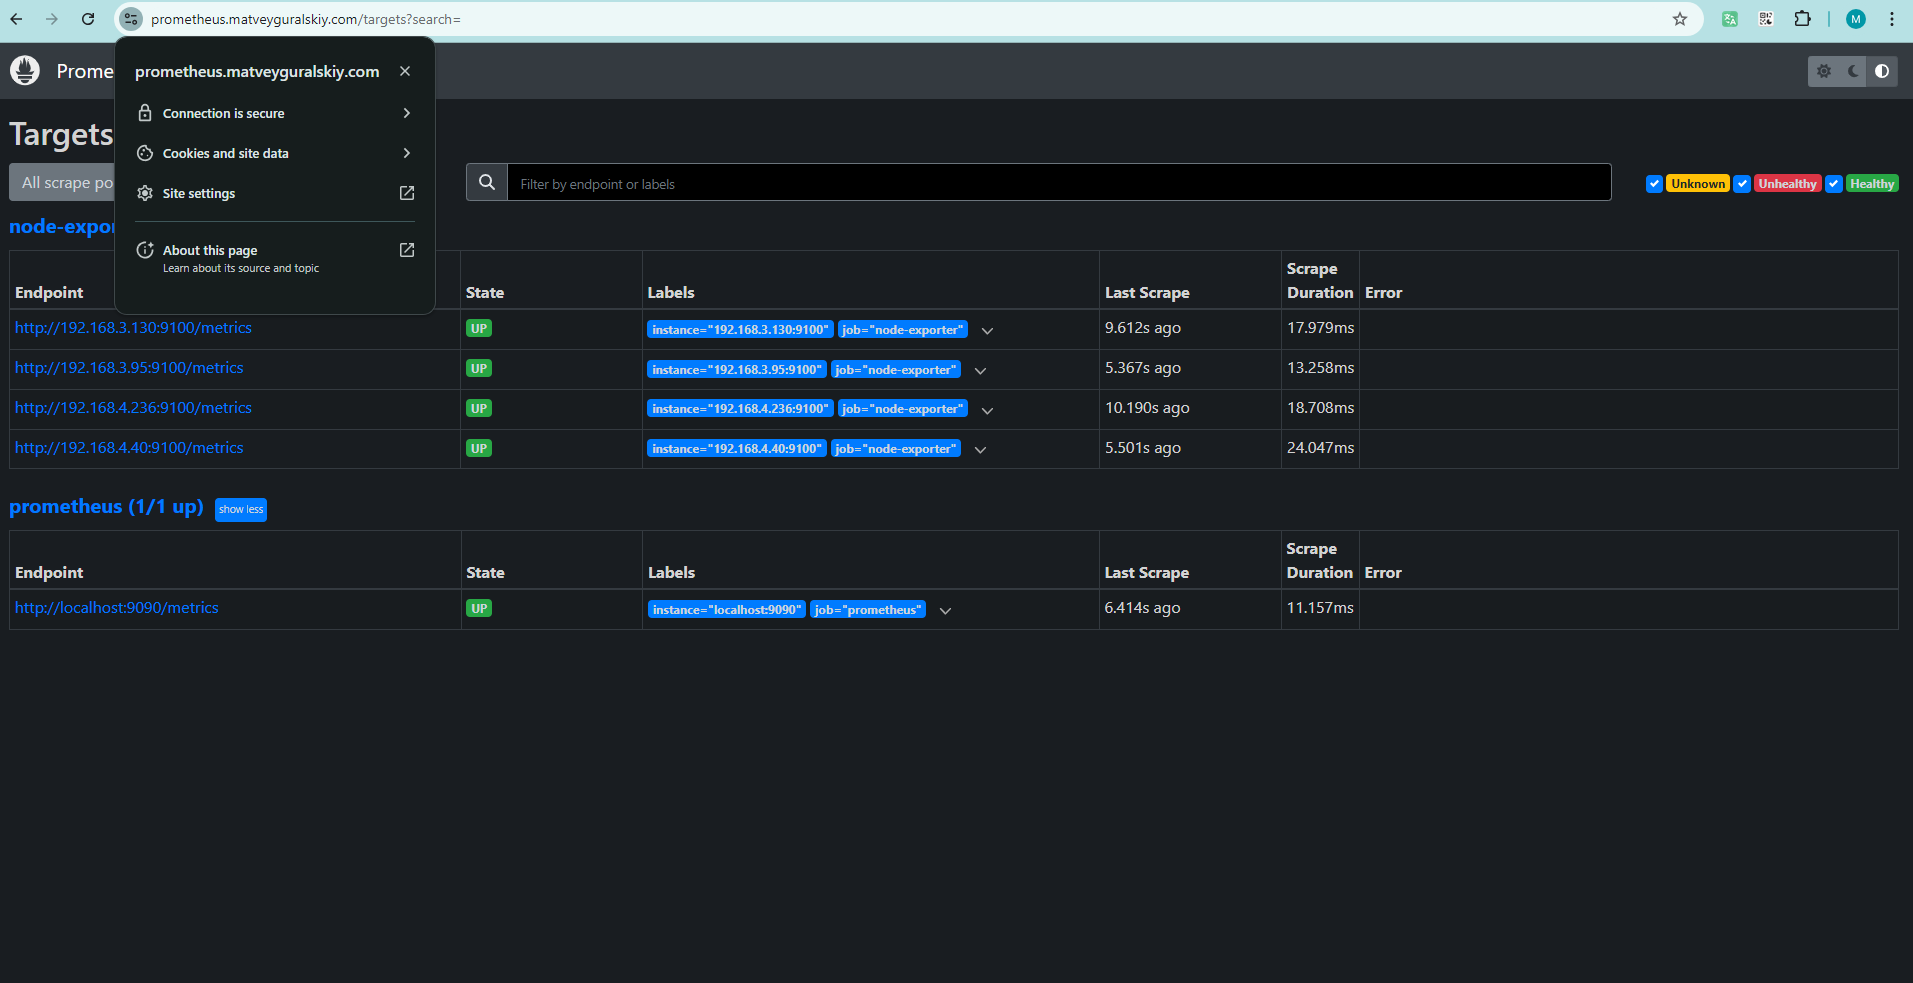 prometheus.matveyguralskiy.com/targets?search=
M
Prome
prometheus.matveyguralskiy.com
Connection is secure
Cookies and site data
Site settings
About this page
Learn about its source and topic
Targets
All scrape po
Filter by endpoint or labels
Unknown Unhealthy Healthy
node-expor
Endpoint State Labels Last Scrape Scrape Duration Error
http://192.168.3.130:9100/metrics UP instance="192.168.3.130:9100" job="node-exporter" 9.612s ago 17.979ms
http://192.168.3.95:9100/metrics UP instance="192.168.3.95:9100" job="node-exporter" 5.367s ago 13.258ms
http://192.168.4.236:9100/metrics UP instance="192.168.4.236:9100" job="node-exporter" 10.190s ago 18.708ms
http://192.168.4.40:9100/metrics UP instance="192.168.4.40:9100" job="node-exporter" 5.501s ago 24.047ms
prometheus (1/1 up) show less
Endpoint State Labels Last Scrape Scrape Duration Error
http://localhost:9090/metrics UP instance="localhost:9090" job="prometheus" 6.414s ago 11.157ms